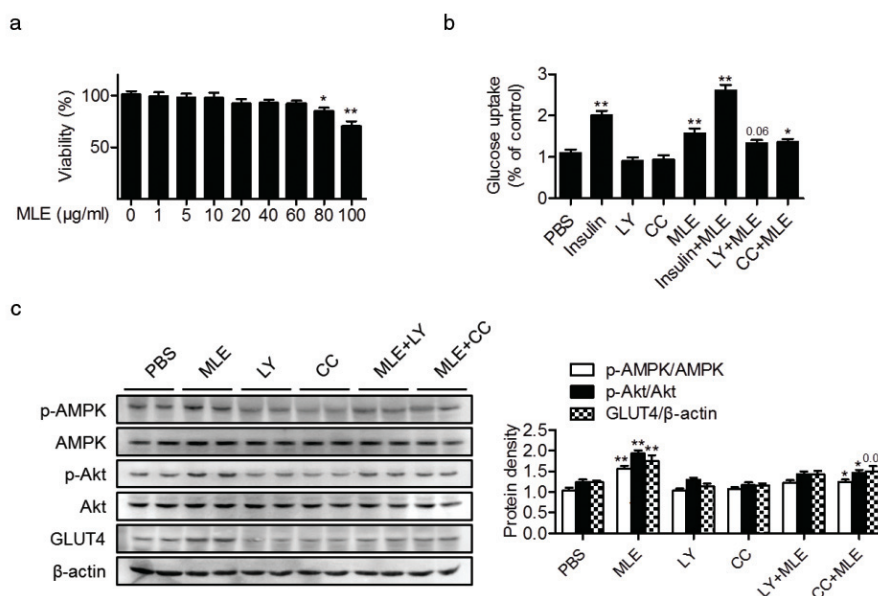 a
Viability (%)
100
50
*
**
MLE (μg/ml)
0 1 5 10 20 40 60 80 100
b
Glucose uptake
(% of control)
3
2
1
0
**
**
**
0.06
*
PBS
Insulin
LY
CC
MLE
Insulin+MLE
LY+MLE
CC+MLE
c
PBS MLE LY CC MLE+LY MLE+CC
p-AMPK
AMPK
p-Akt
Akt
GLUT4
β-actin
p-AMPK/AMPK
p-Akt/Akt
GLUT4/β-actin
Protein density
2.5
2.0
1.5
1.0
0.5
0.0
** ** **
* * 0.0
PBS
MLE
LY
CC
LY+MLE
CC+MLE